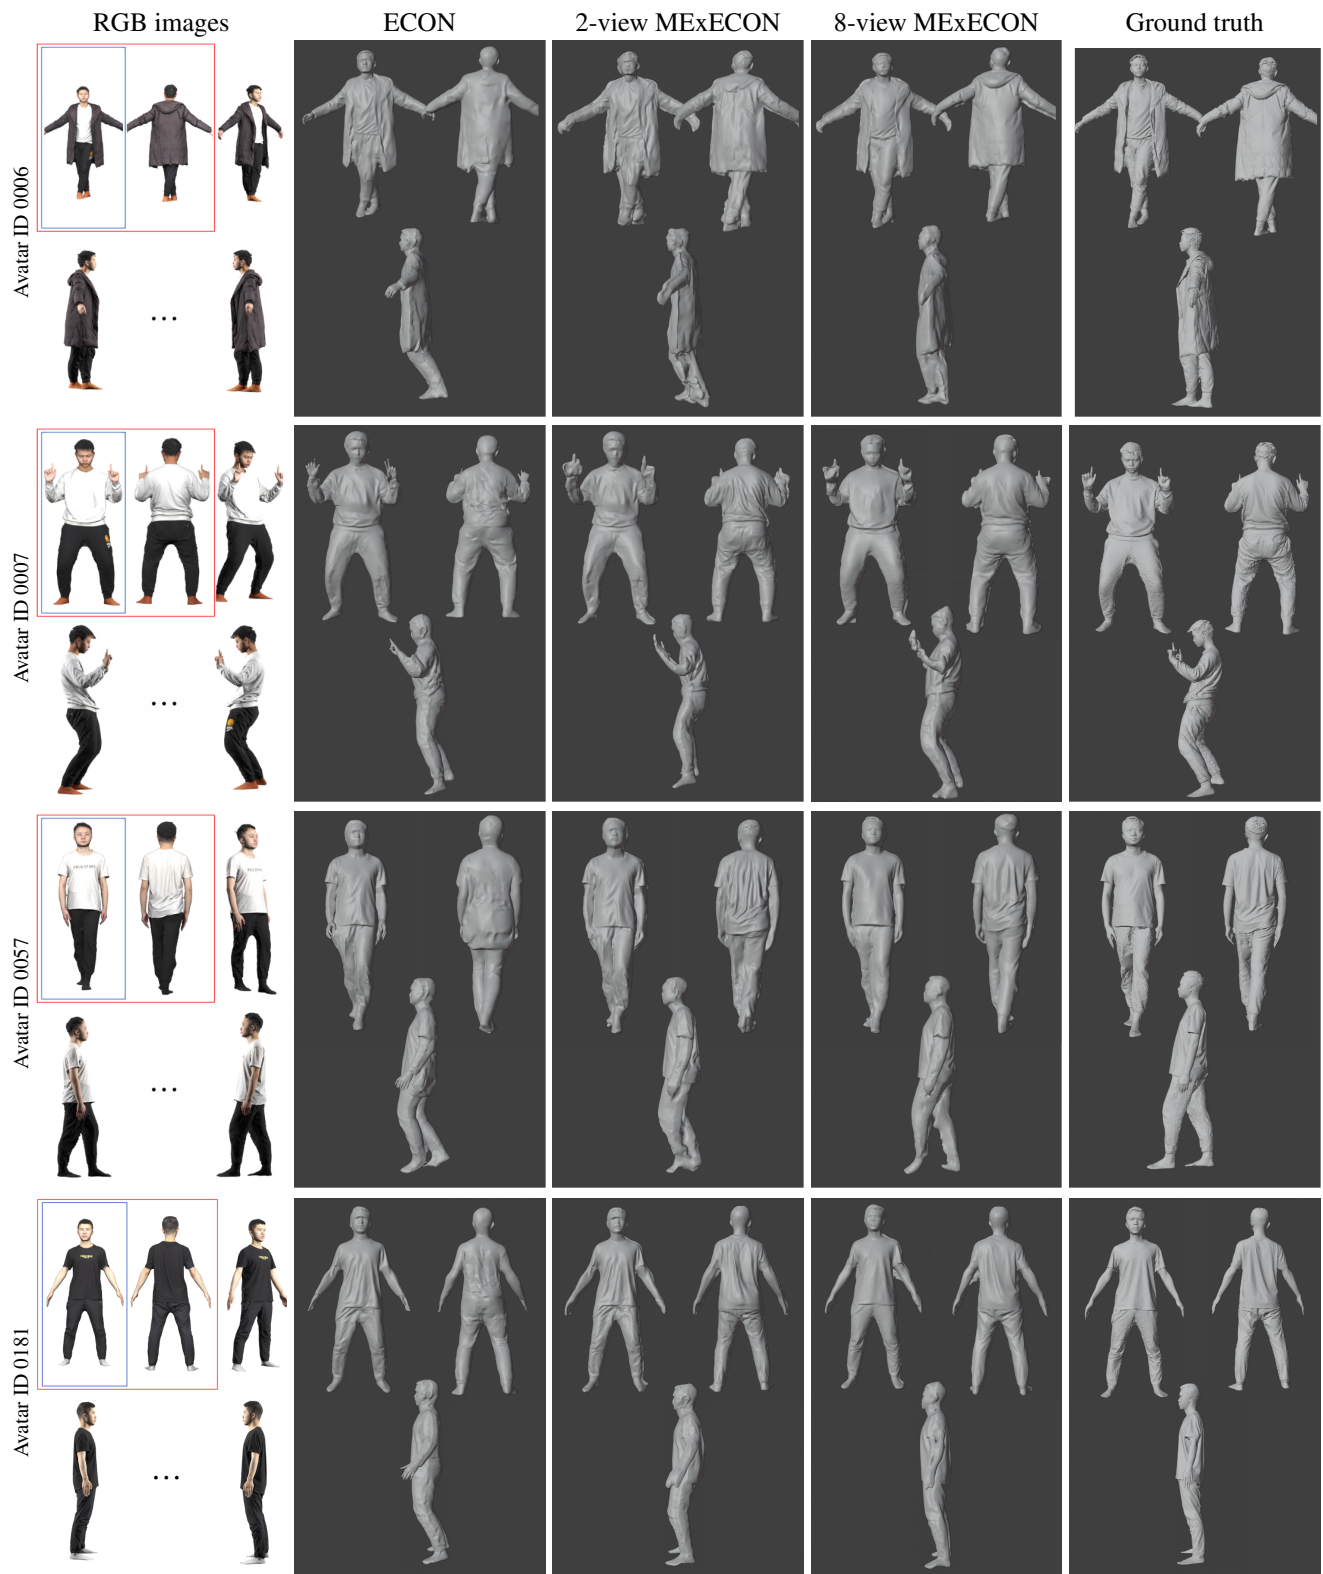 RGB images
ECON
2-view MExECON
8-view MExECON
Ground truth
Avatar ID 0006
...
Avatar ID 0007
...
Avatar ID 0057
...
Avatar ID 0181
...